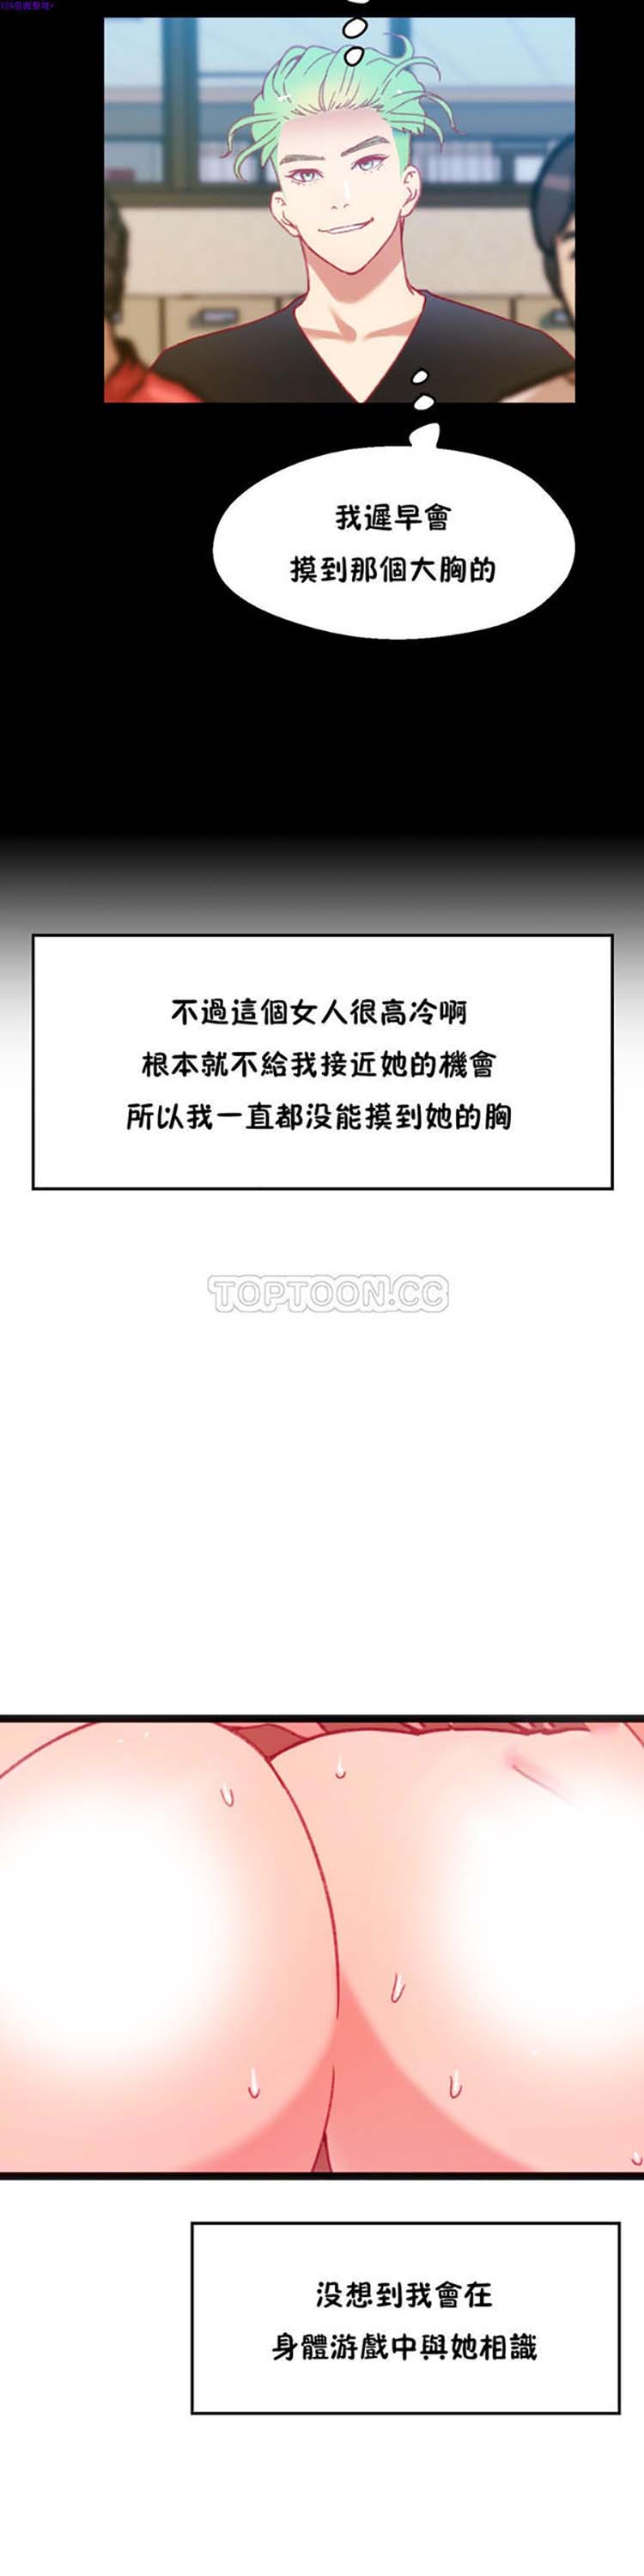 我遲早會
摸到那個大胸的
不過這個女人很高冷啊
根本就不給我接近她的機會
所以我一直都没能摸到她的胸
TOPTOON.CC
没想到我會在
身體游戲中與她相識